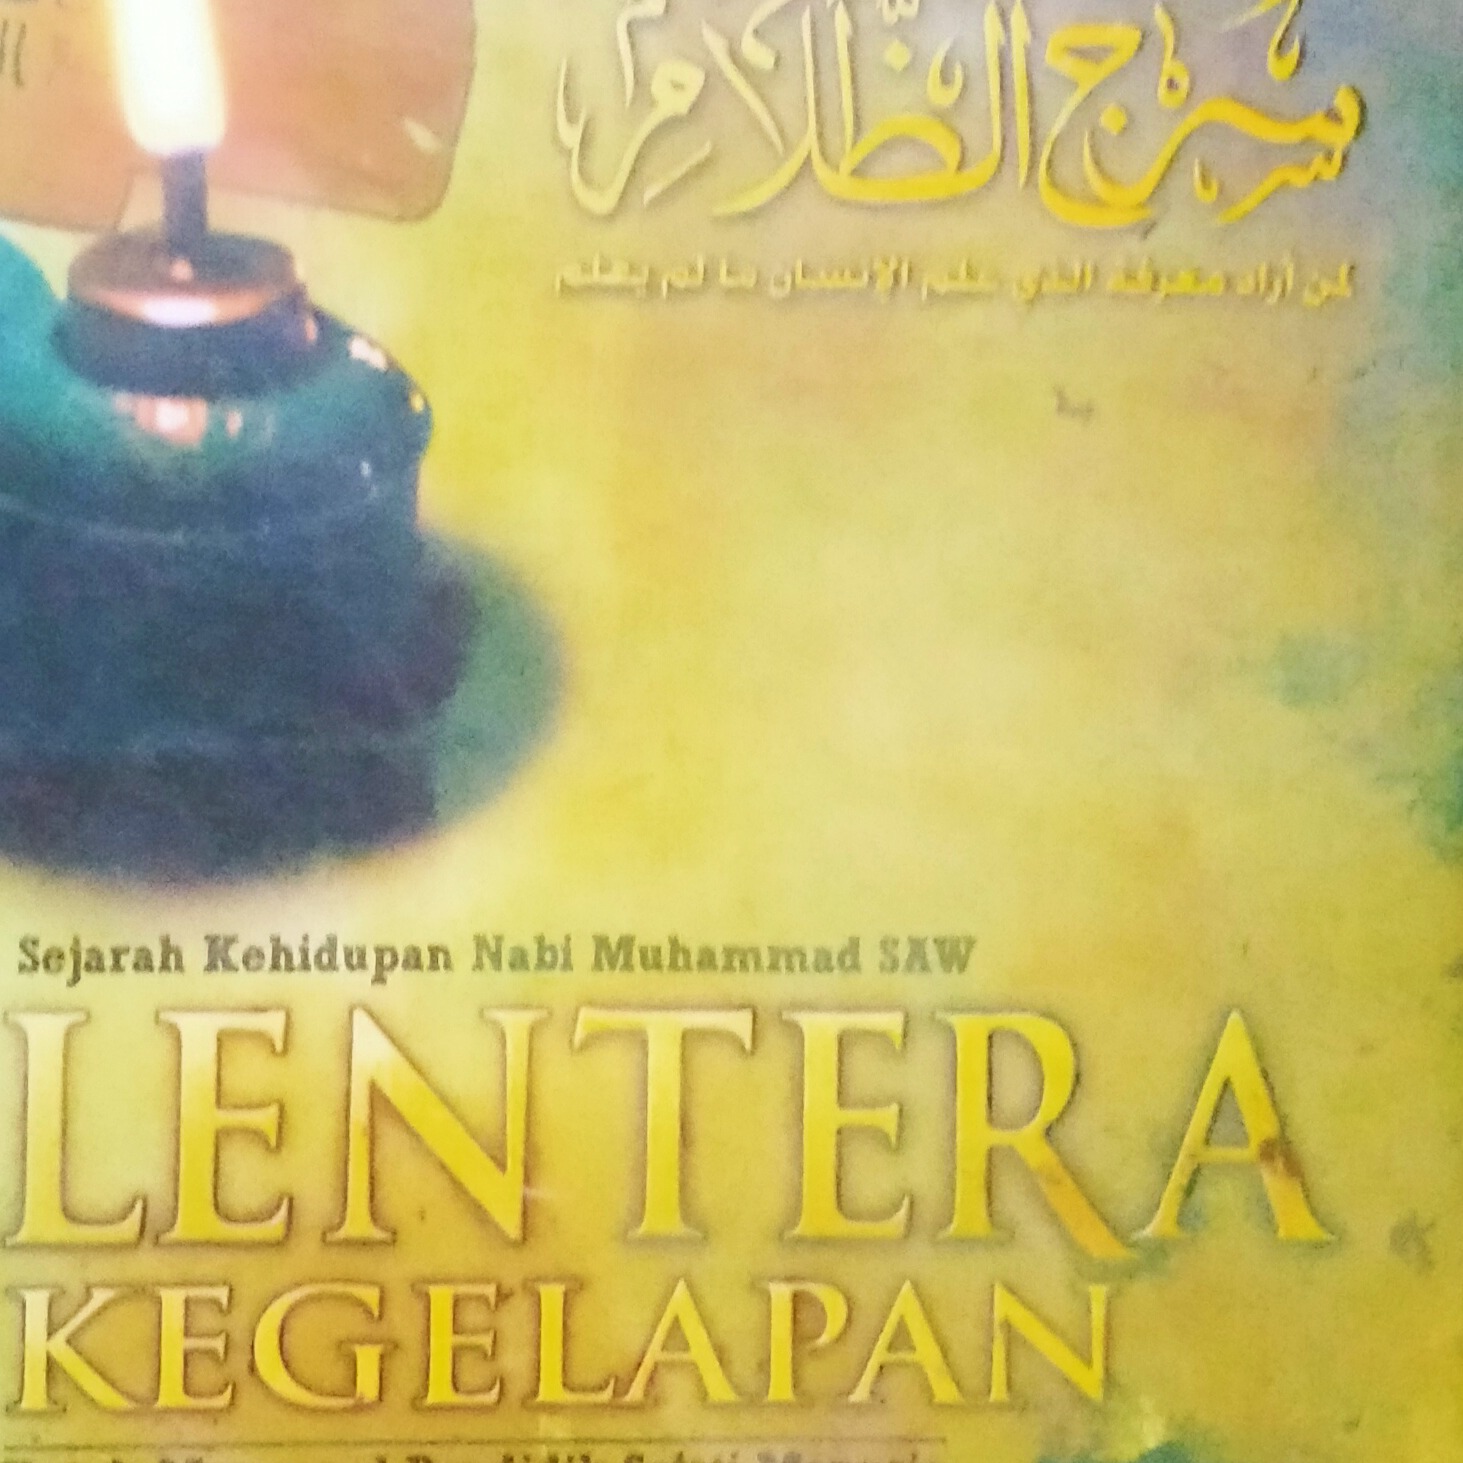 سرج الظلام
لمن أراد معرفة الذي علم الإنسان ما لم يعلم
Sejarah Kehidupan Nabi Muhammad SAW
LENTERA
KEGELAPAN